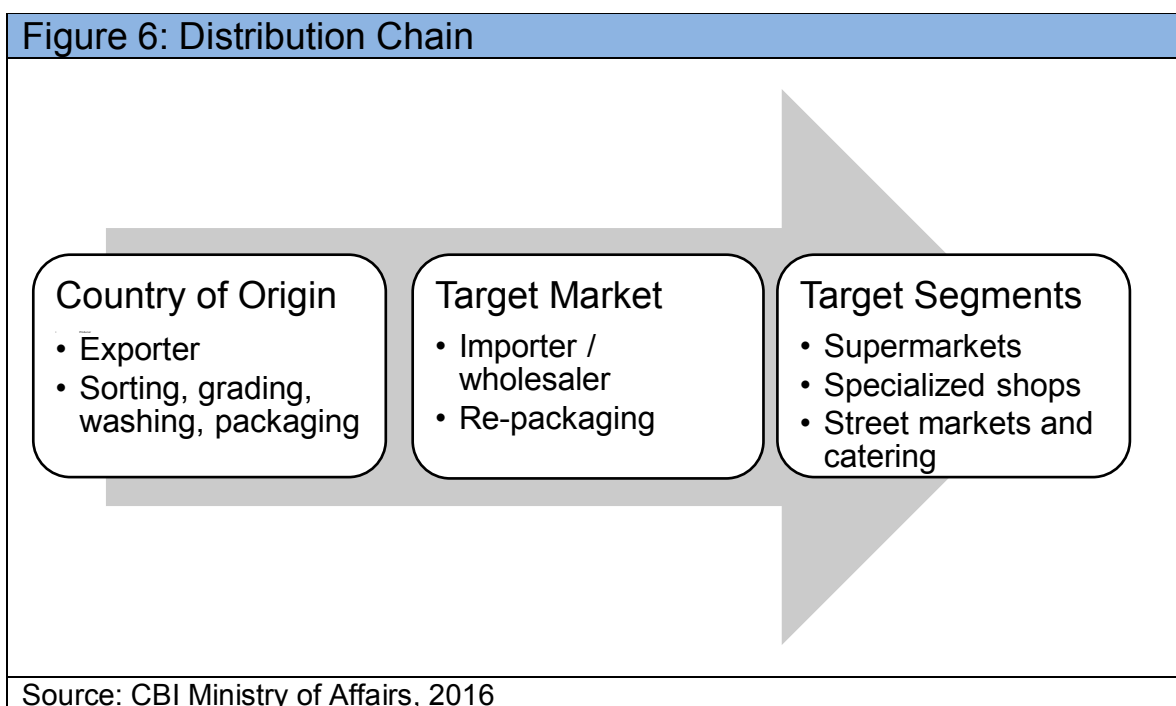 Figure 6: Distribution Chain
Country of Origin
• Exporter
• Sorting, grading,
washing, packaging
Target Market
• Importer /
wholesaler
• Re-packaging
Target Segments
• Supermarkets
• Specialized shops
• Street markets and
catering
Source: CBI Ministry of Affairs, 2016